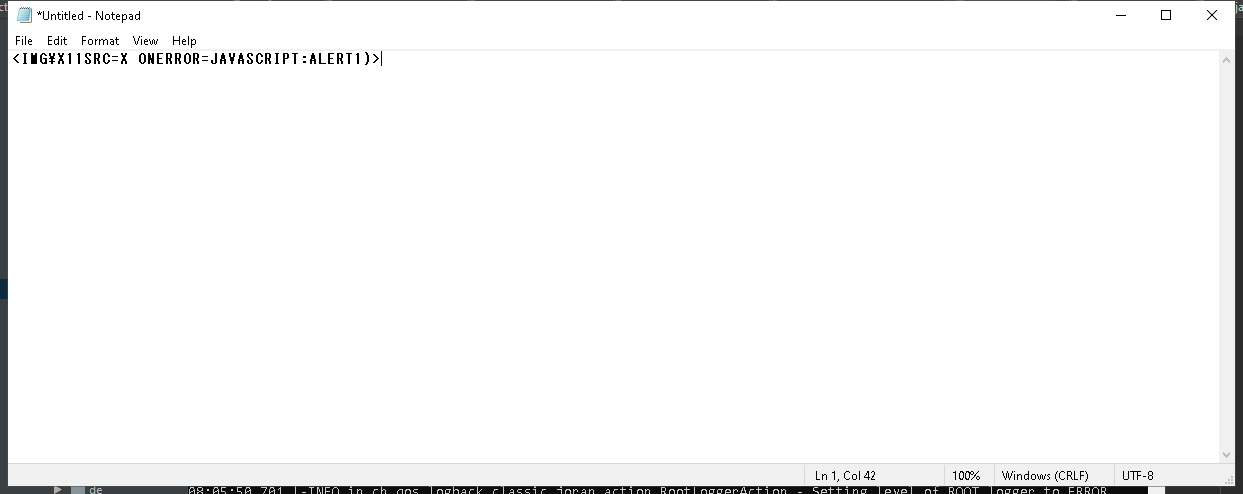 *Untitled - Notepad
File Edit Format View Help
<IMG¥X11SRC=X ONERROR=JAVASCRIPT:ALERT1)>
Ln 1, Col 42 100% Windows (CRLF) UTF-8
de 08:05:50,701 |-INFO in ch.qos.logback.classic.joran.action.RootLoggerAction - Setting level of ROOT logger to ERROR